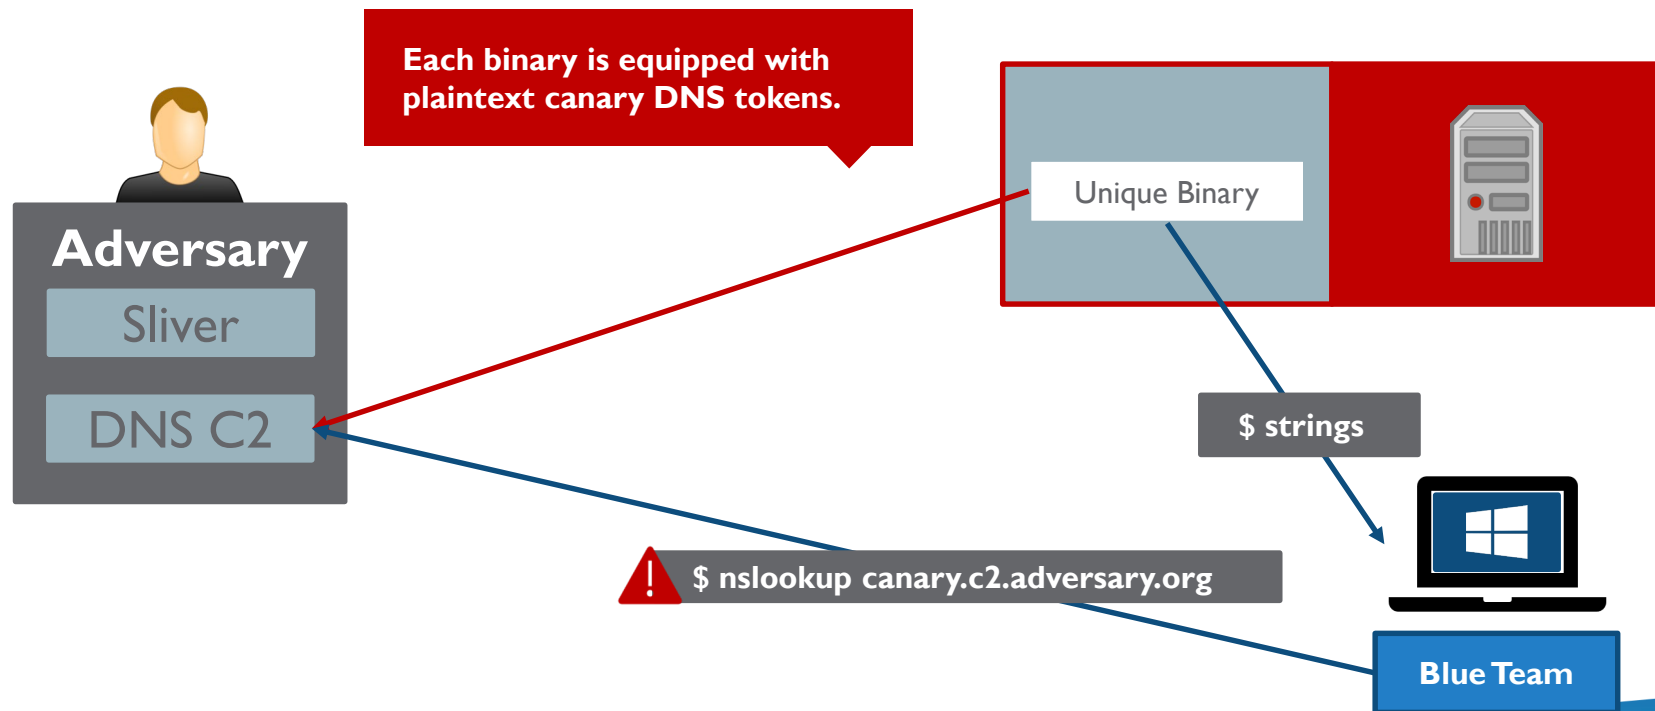 Each binary is equipped with
plaintext canary DNS tokens.
Unique Binary
Adversary
Sliver
DNS C2
$ strings
$ nslookup canary.c2.adversary.org
Blue Team